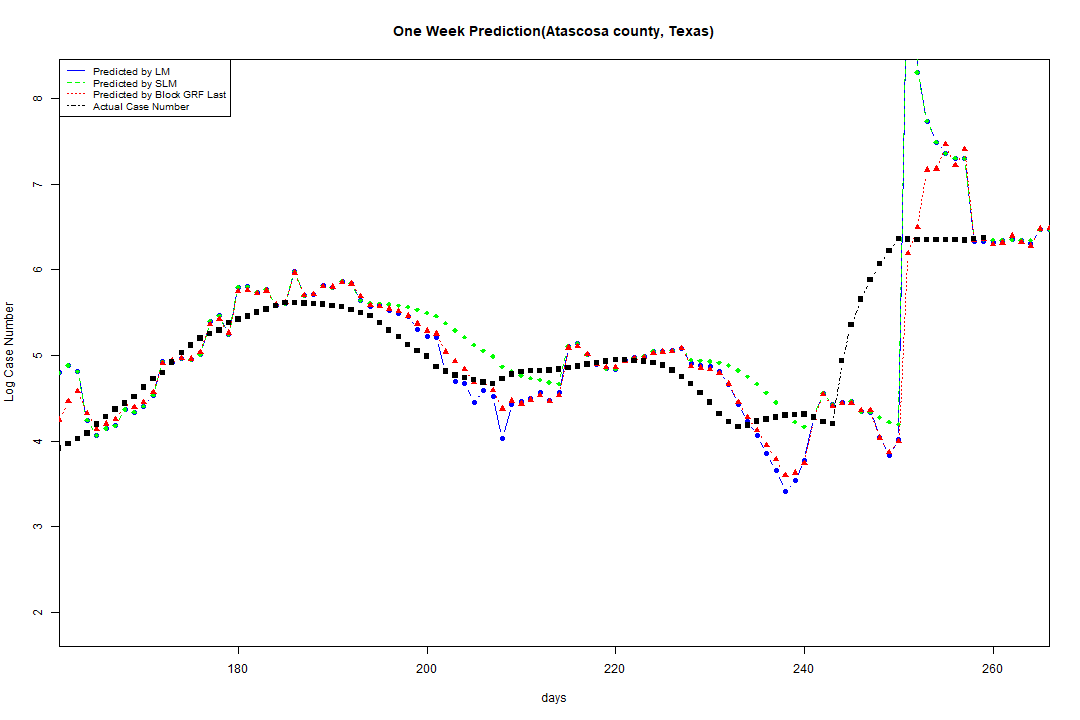 One Week Prediction(Atascosa county, Texas)
Predicted by LM
Predicted by SLM
Predicted by Block GRF Last
Actual Case Number
Log Case Number
8
7
6
5
4
3
2
180
200
220
240
260
days